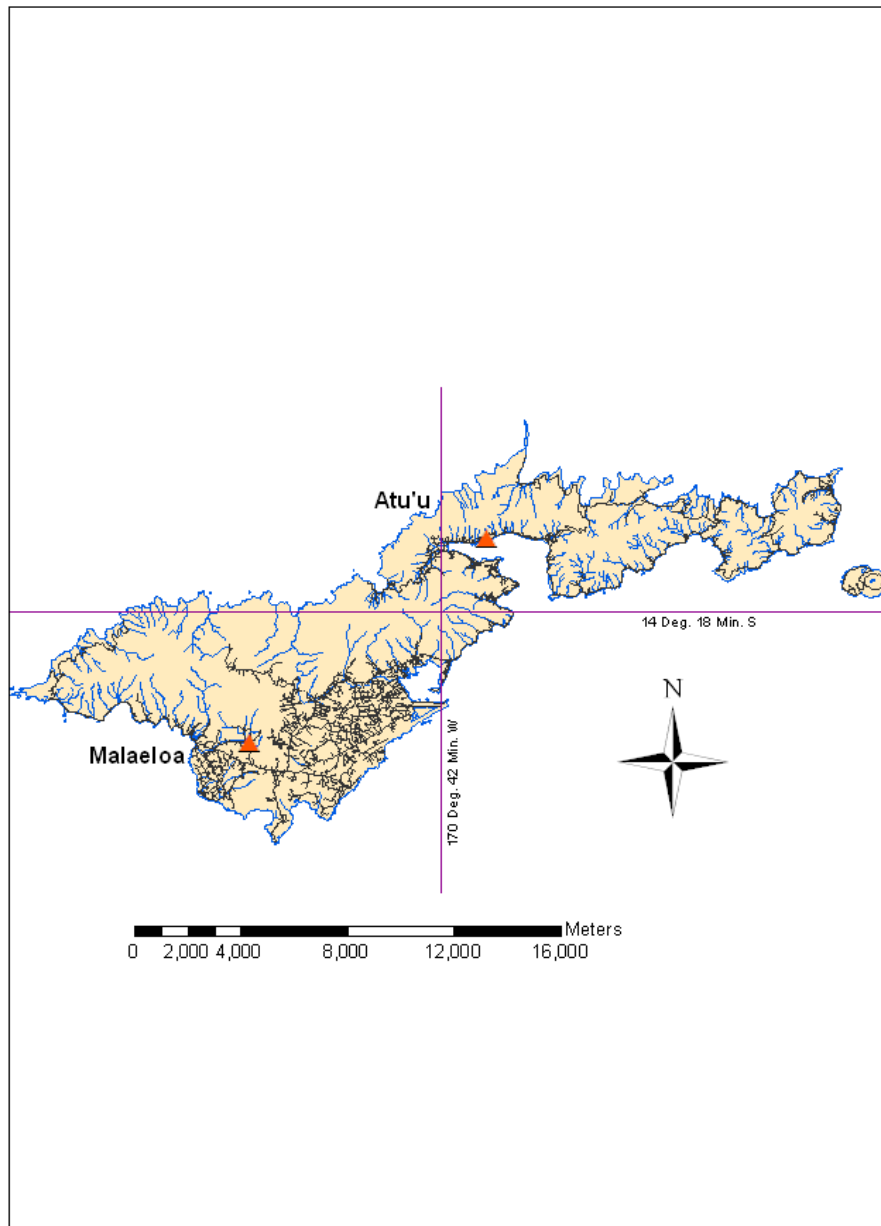 Atu'u
14 Deg. 18 Min. S
N
Malaeloa
170 Deg. 42 Min. W
Meters
0 2,000 4,000 8,000 12,000 16,000